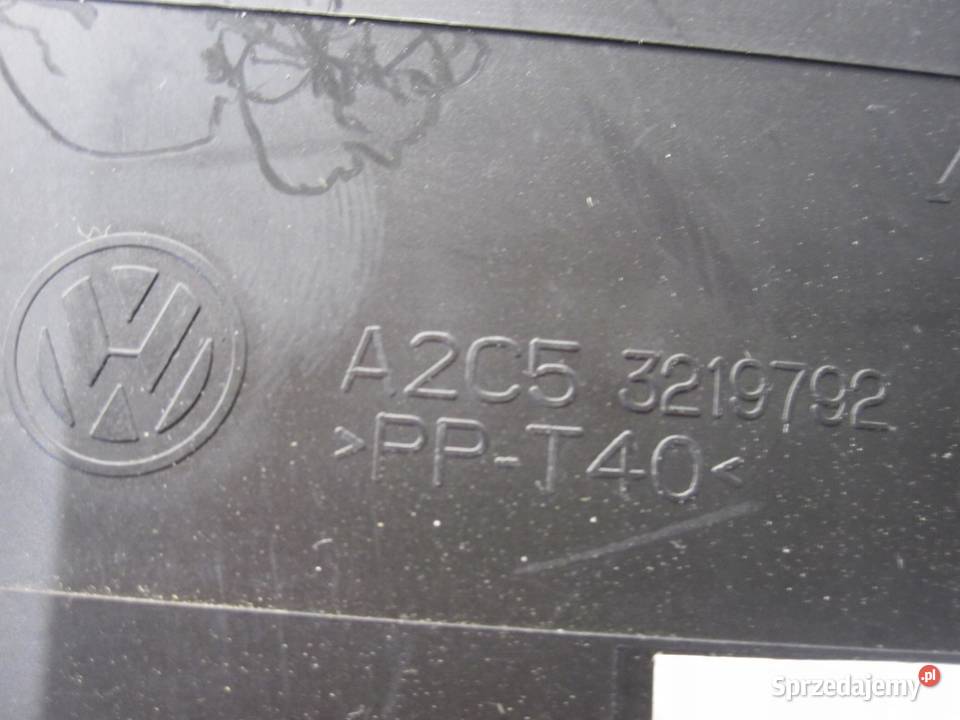 A2C5 3219792
>PP-T40<
Sprzedajemy.pl